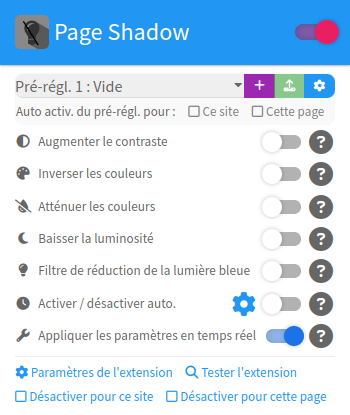 Page Shadow
Pré-régl. 1 : Vide
Auto activ. du pré-régl. pour : Ce site Cette page
Augmenter le contraste ?
Inverser les couleurs ?
Atténuer les couleurs ?
Baisser la luminosité ?
Filtre de réduction de la lumière bleue ?
Activer / désactiver auto. ?
Appliquer les paramètres en temps réel ?
Paramètres de l'extension Tester l'extension
Désactiver pour ce site Désactiver pour cette page